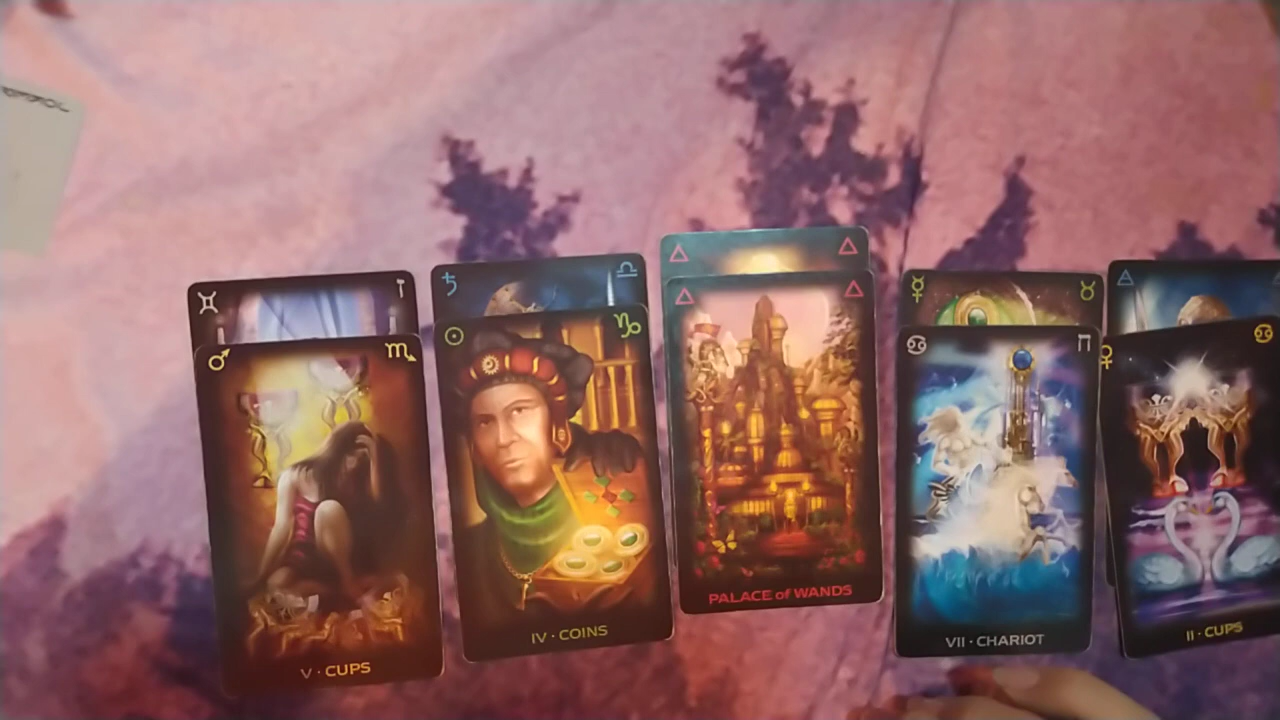 V · CUPS
IV · COINS
PALACE of WANDS
VII · CHARIOT
II · CUPS